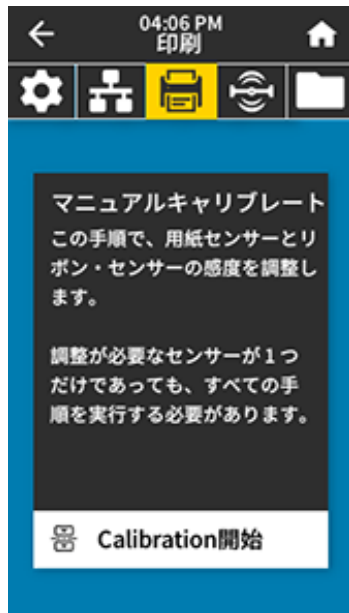 04:06 PM
印刷
マニュアルキャリブレート
この手順で、用紙センサーとリ
ボン・センサーの感度を調整し
ます。
調整が必要なセンサーが1つ
だけであっても、すべての手
順を実行する必要があります。
Calibration開始